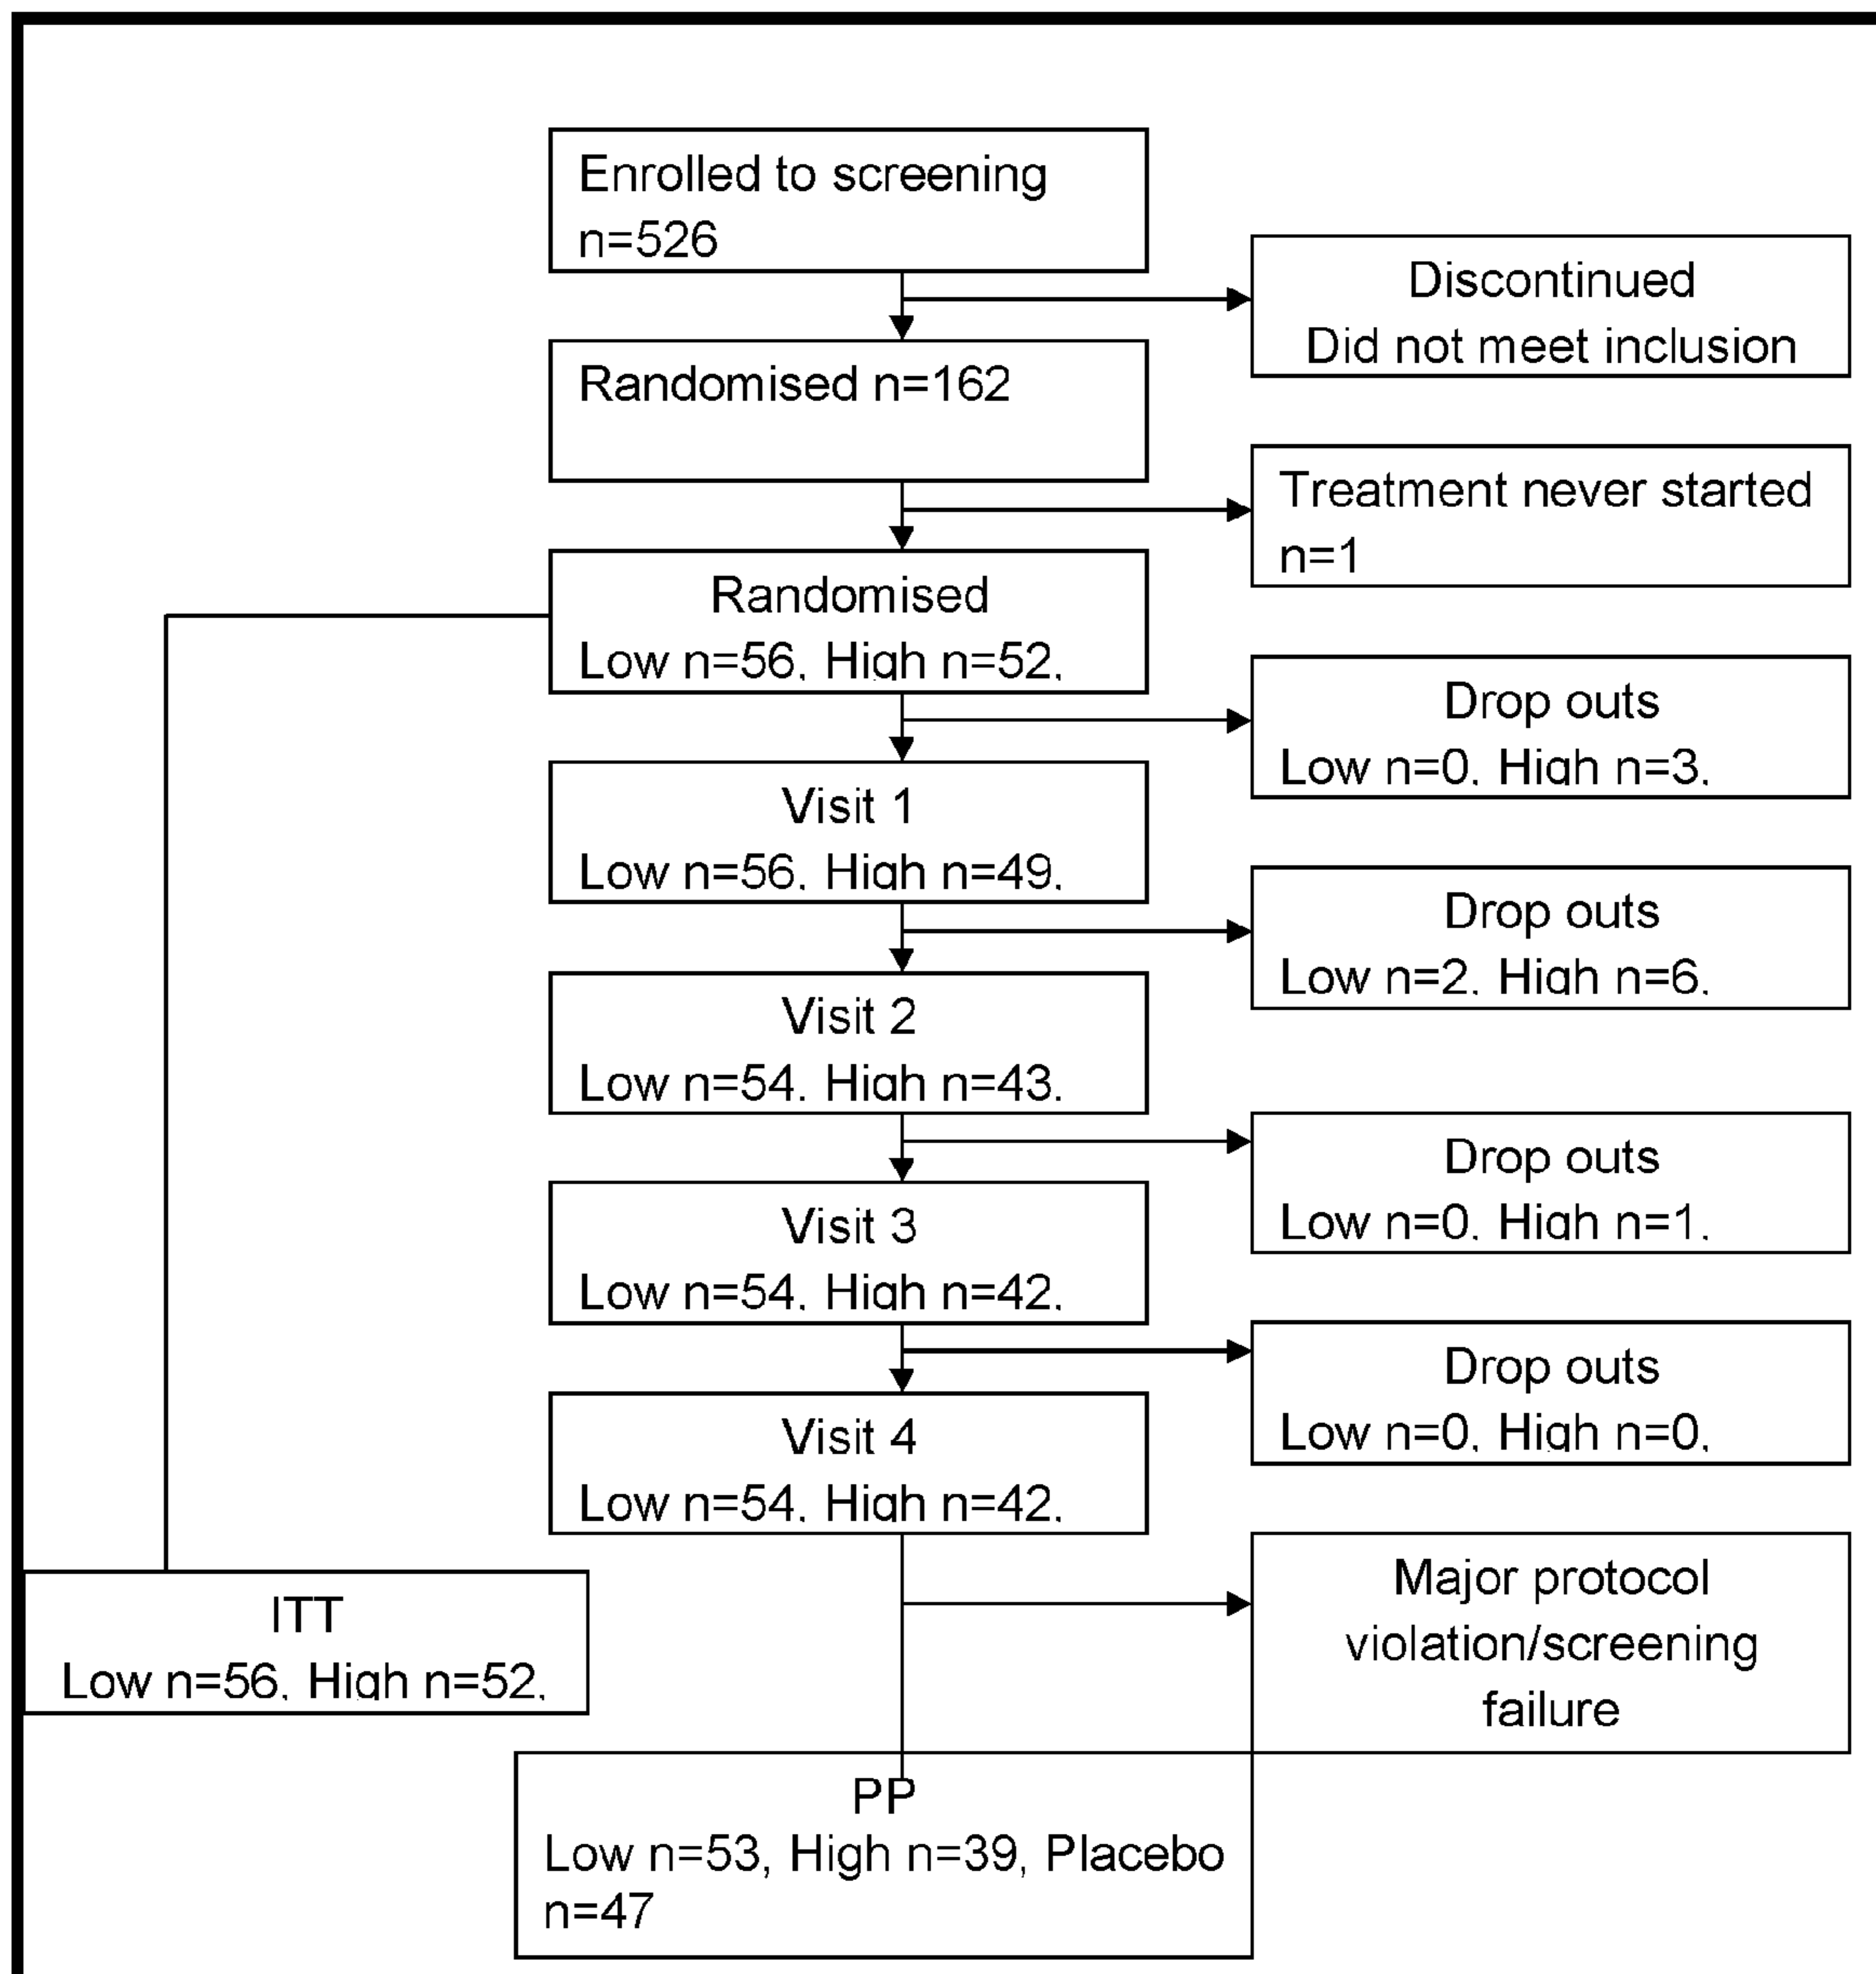 Enrolled to screening
n=526
Discontinued
Did not meet inclusion
Randomised n=162
Treatment never started
n=1
Randomised
Low n=56, High n=52,
Drop outs
Low n=0, High n=3,
Visit 1
Low n=56, High n=49,
Drop outs
Low n=2, High n=6,
Visit 2
Low n=54, High n=43,
Drop outs
Low n=0, High n=1,
Visit 3
Low n=54, High n=42,
Drop outs
Low n=0, High n=0,
Visit 4
Low n=54, High n=42,
Major protocol
violation/screening
failure
ITT
Low n=56, High n=52,
PP
Low n=53, High n=39, Placebo
n=47